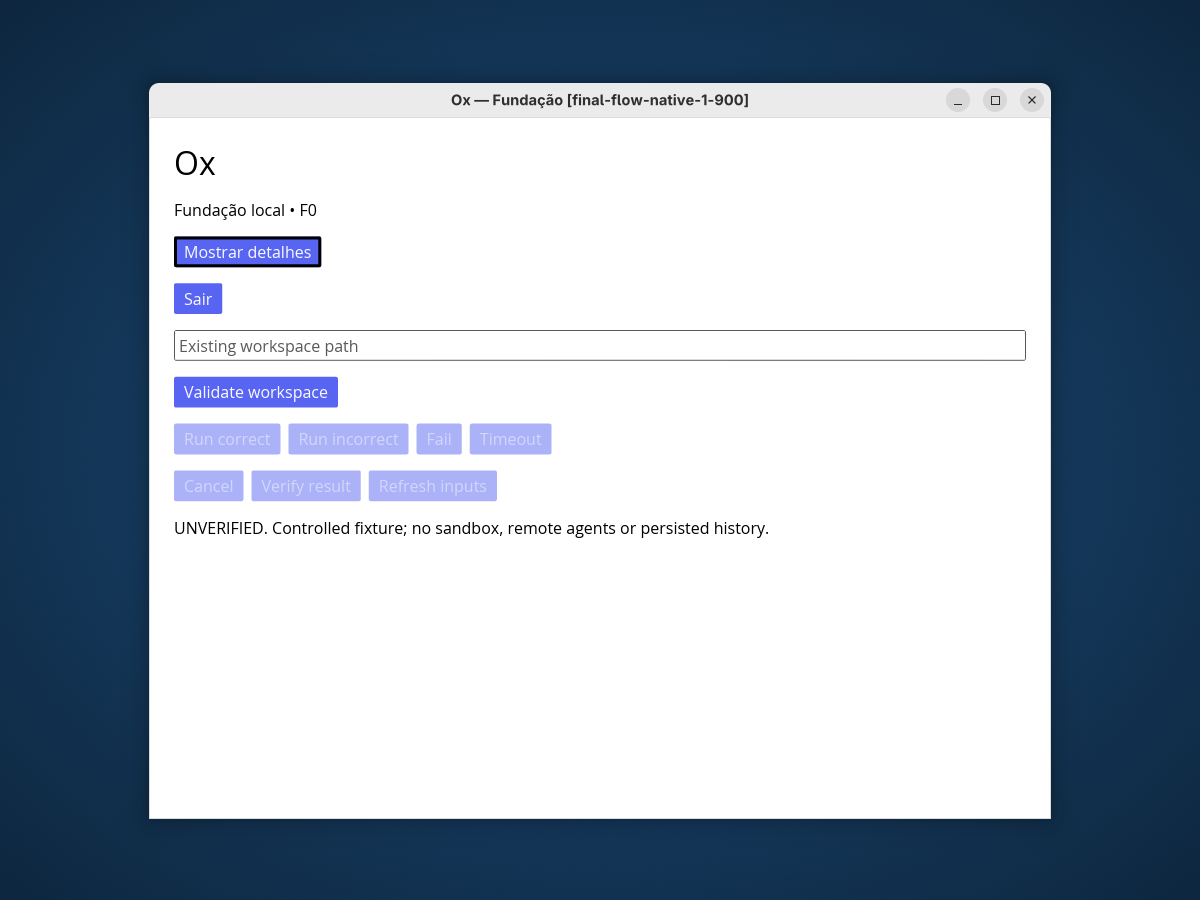 Ox — Fundação [final-flow-native-1-900]
Ox
Fundação local • F0
Mostrar detalhes
Sair
Existing workspace path
Validate workspace
Run correct Run incorrect Fail Timeout
Cancel Verify result Refresh inputs
UNVERIFIED. Controlled fixture; no sandbox, remote agents or persisted history.